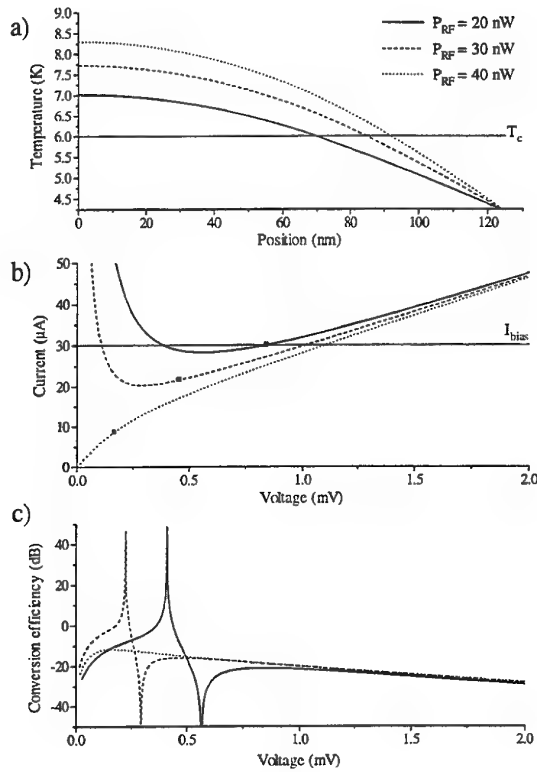 a)
P_RF = 20 nW
P_RF = 30 nW
P_RF = 40 nW
Temperature (K)
9.0
8.5
8.0
7.5
7.0
6.5
6.0
5.5
5.0
4.5
T_c
0 20 40 60 80 100 120
Position (nm)
b)
Current (μA)
50
40
30
20
10
0
I_bias
0.0 0.5 1.0 1.5 2.0
Voltage (mV)
c)
Conversion efficiency (dB)
40
20
0
-20
-40
0.0 0.5 1.0 1.5 2.0
Voltage (mV)